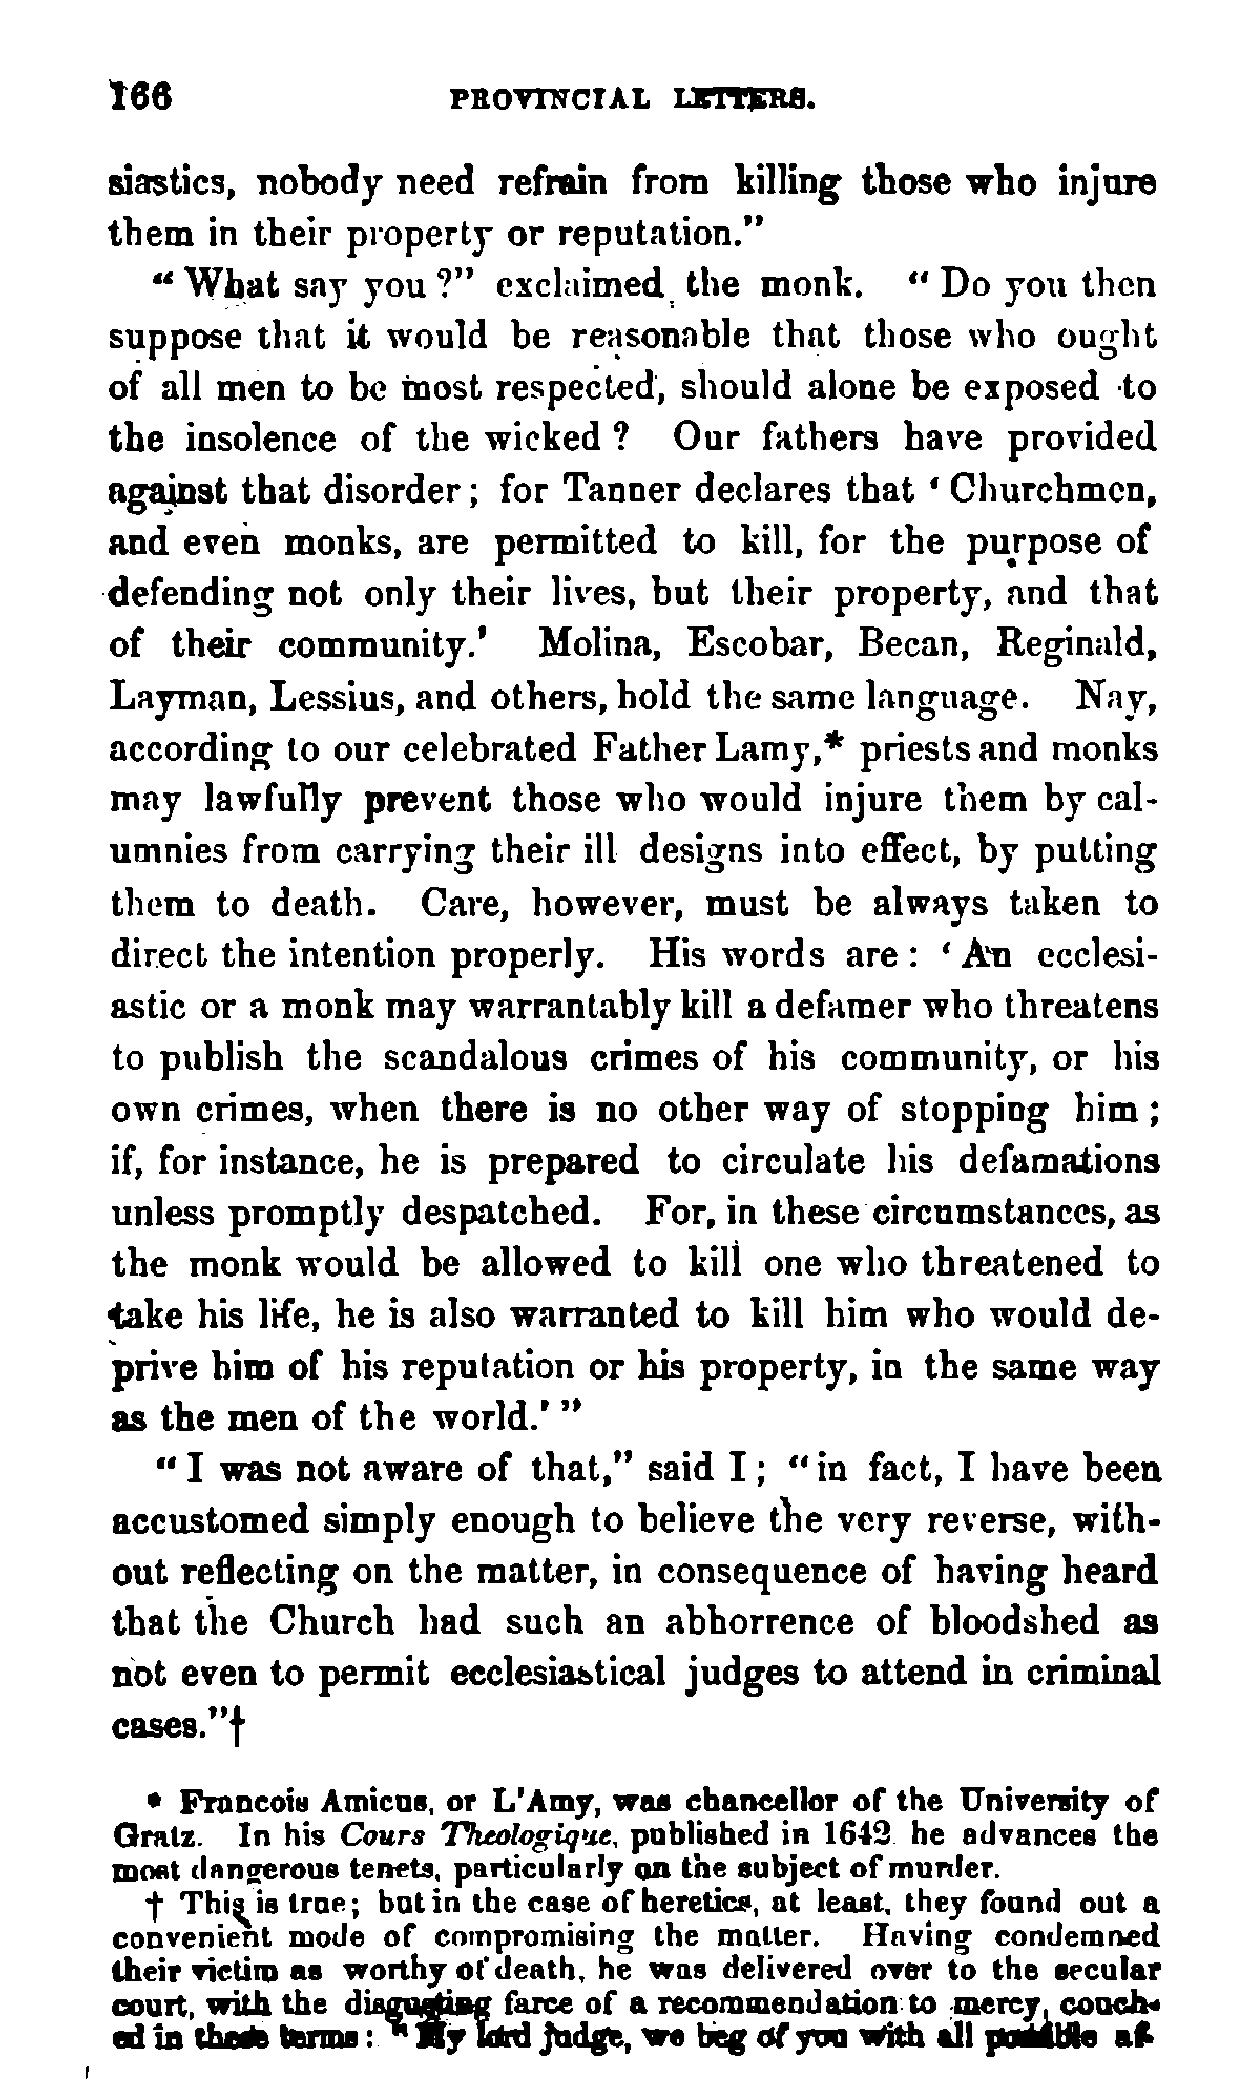 166 PROVINCIAL LETTERS.
siastics, nobody need refrain from killing those who injure
them in their property or reputation."
"What say you?" exclaimed the monk. "Do you then
suppose that it would be reasonable that those who ought
of all men to be most respected, should alone be exposed to
the insolence of the wicked? Our fathers have provided
against that disorder; for Tanner declares that 'Churchmen,
and even monks, are permitted to kill, for the purpose of
defending not only their lives, but their property, and that
of their community.' Molina, Escobar, Becan, Reginald,
Layman, Lessius, and others, hold the same language. Nay,
according to our celebrated Father Lamy,* priests and monks
may lawfully prevent those who would injure them by cal-
umnies from carrying their ill designs into effect, by putting
them to death. Care, however, must be always taken to
direct the intention properly. His words are: 'An ecclesi-
astic or a monk may warrantably kill a defamer who threatens
to publish the scandalous crimes of his community, or his
own crimes, when there is no other way of stopping him;
if, for instance, he is prepared to circulate his defamations
unless promptly despatched. For, in these circumstances, as
the monk would be allowed to kill one who threatened to
take his life, he is also warranted to kill him who would de-
prive him of his reputation or his property, in the same way
as the men of the world.'"
"I was not aware of that," said I; "in fact, I have been
accustomed simply enough to believe the very reverse, with-
out reflecting on the matter, in consequence of having heard
that the Church had such an abhorrence of bloodshed as
not even to permit ecclesiastical judges to attend in criminal
cases."†
* Francois Amicus, or L'Amy, was chancellor of the University of
Gratz. In his Cours Theologique, published in 1642 he advances the
most dangerous tenets, particularly on the subject of murder.
† This is true; but in the case of heretics, at least, they found out a
convenient mode of compromising the matter. Having condemned
their victim as worthy of death, he was delivered over to the secular
court, with the disgusting farce of a recommendation to mercy, couch-
ed in these terms: "My lord judge, we beg of you with all possible af-